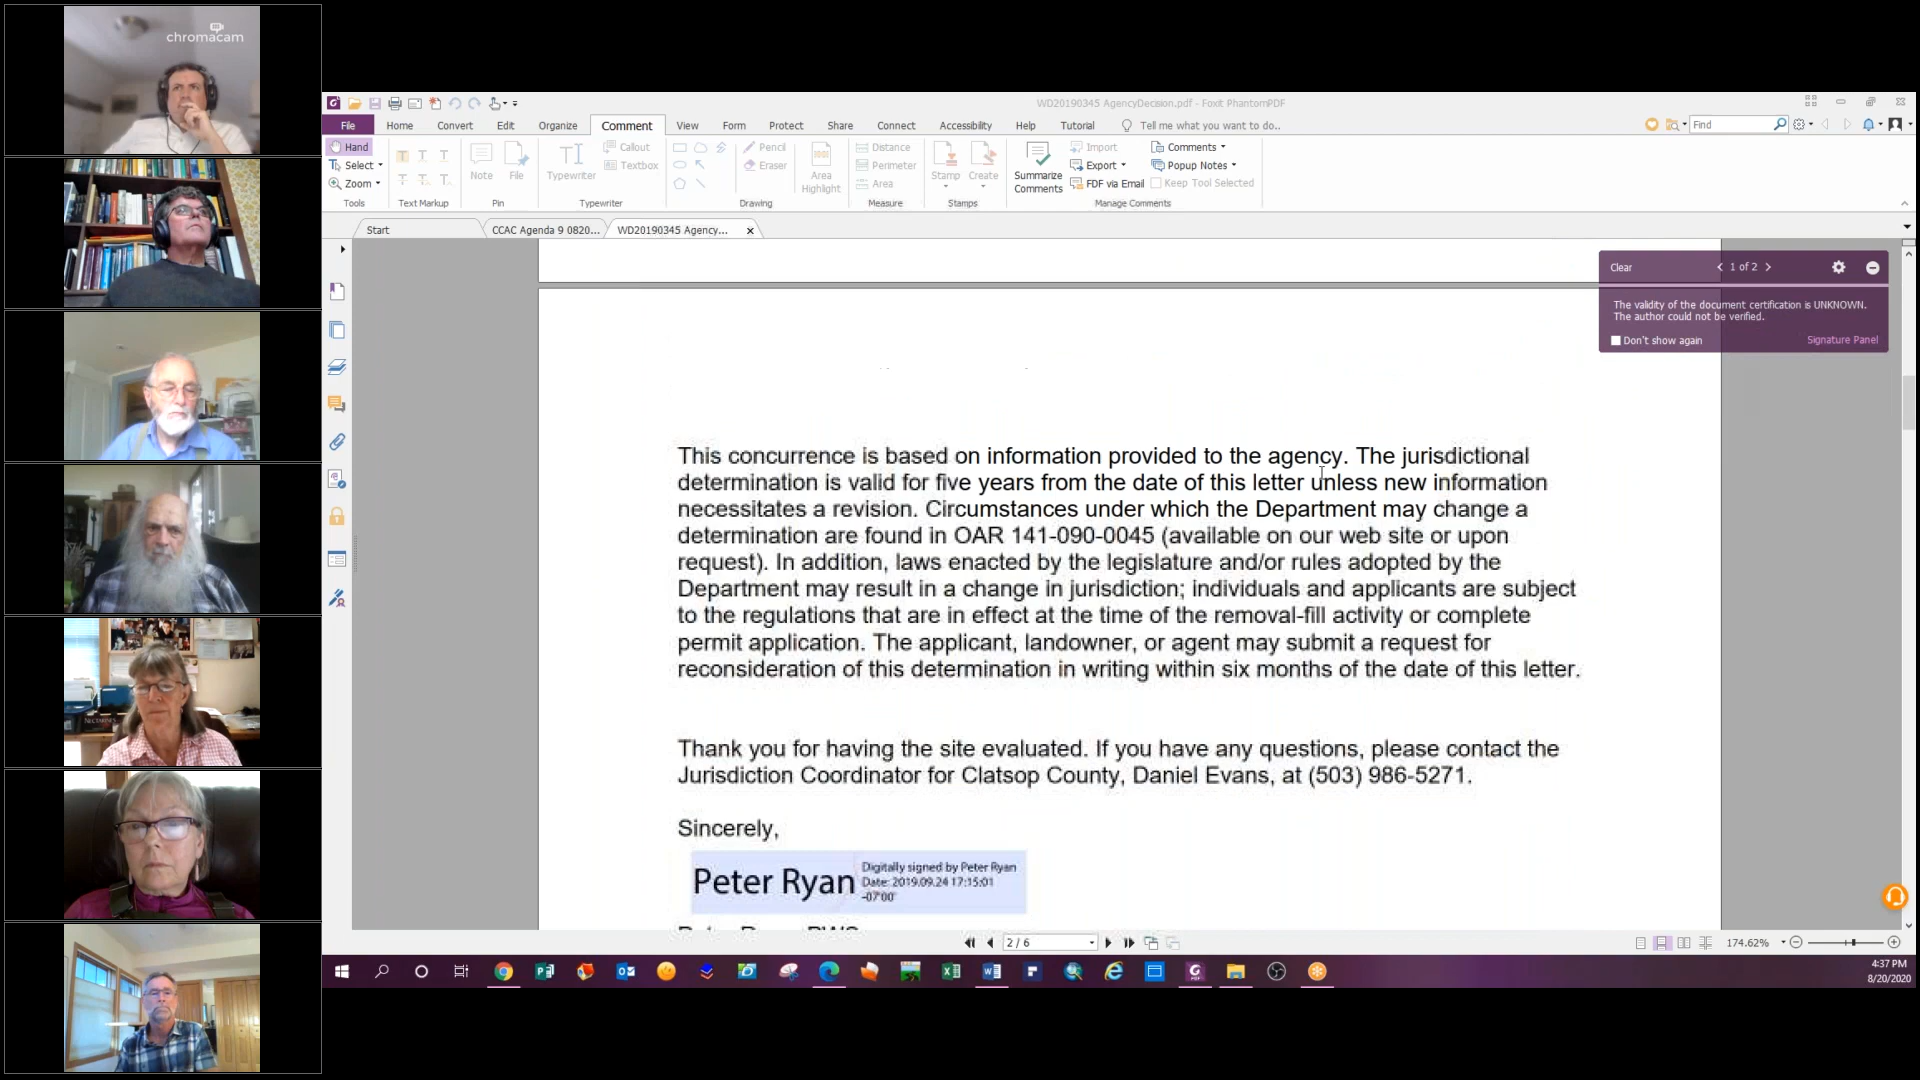 chromacam
NECTARINES
WD20190345 AgencyDecision.pdf - Foxit PhantomPDF
File Home Convert Edit Organize Comment View Form Protect Share Connect Accessibility Help Tutorial Tell me what you want to do.. Find
Hand
Select
Zoom
Tools
Text Markup
Note
File
Pin
Typewriter
Callout
Textbox
Typewriter
Drawing
Pencil
Eraser
Area
Highlight
Distance
Perimeter
Area
Measure
Stamp
Create
Stamps
Summarize
Comments
Import
Export
FDF via Email
Comments
Popup Notes
Keep Tool Selected
Manage Comments
Start
CCAC Agenda 9 0820...
WD20190345 Agency...
Clear
1 of 2
The validity of the document certification is UNKNOWN.
The author could not be verified.
Don't show again
Signature Panel
This concurrence is based on information provided to the agency. The jurisdictional
determination is valid for five years from the date of this letter unless new information
necessitates a revision. Circumstances under which the Department may change a
determination are found in OAR 141-090-0045 (available on our web site or upon
request). In addition, laws enacted by the legislature and/or rules adopted by the
Department may result in a change in jurisdiction; individuals and applicants are subject
to the regulations that are in effect at the time of the removal-fill activity or complete
permit application. The applicant, landowner, or agent may submit a request for
reconsideration of this determination in writing within six months of the date of this letter.
Thank you for having the site evaluated. If you have any questions, please contact the
Jurisdiction Coordinator for Clatsop County, Daniel Evans, at (503) 986-5271.
Sincerely,
Peter Ryan
Digitally signed by Peter Ryan
Date: 2019.09.24 17:15:01
-07'00'
2 / 6
174.62%
4:37 PM
8/20/2020